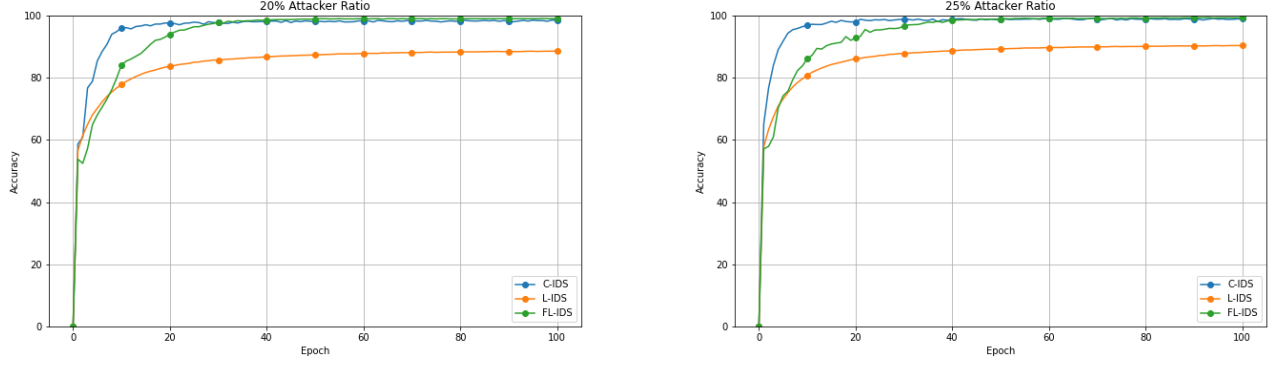 20% Attacker Ratio
100
80
60
40
20
0
Accuracy
0 20 40 60 80 100
Epoch
C-IDS
L-IDS
FL-IDS
25% Attacker Ratio
100
80
60
40
20
0
Accuracy
0 20 40 60 80 100
Epoch
C-IDS
L-IDS
FL-IDS